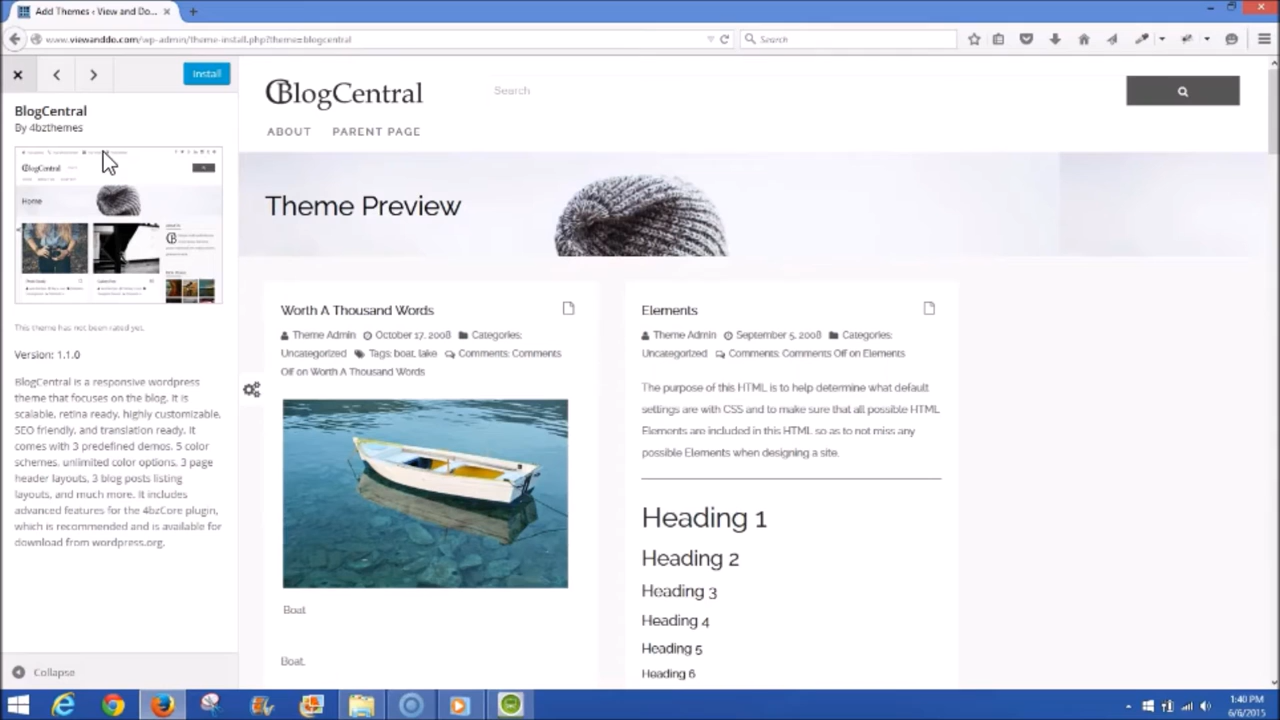 Add Themes ‹ View and Do...
www.viewanddo.com/wp-admin/theme-install.php?theme=blogcentral
Search
Install
BlogCentral
By 4bzthemes
Home
This theme has not been rated yet.
Version: 1.1.0
BlogCentral is a responsive wordpress
theme that focuses on the blog. It is
scalable, retina ready, highly customizable,
SEO friendly, and translation ready. It
comes with 3 predefined demos, 5 color
schemes, unlimited color options, 3 page
header layouts, 3 blog posts listing
layouts, and much more. It includes
advanced features for the 4bzCore plugin,
which is recommended and is available for
download from wordpress.org.
Collapse
BlogCentral
Search
ABOUT PARENT PAGE
Theme Preview
Worth A Thousand Words
Theme Admin October 17, 2008 Categories:
Uncategorized Tags: boat, lake Comments: Comments
Off on Worth A Thousand Words
Boat
Boat.
Elements
Theme Admin September 5, 2008 Categories:
Uncategorized Comments: Comments Off on Elements
The purpose of this HTML is to help determine what default
settings are with CSS and to make sure that all possible HTML
Elements are included in this HTML so as to not miss any
possible Elements when designing a site.
Heading 1
Heading 2
Heading 3
Heading 4
Heading 5
Heading 6
1:40 PM
6/6/2015